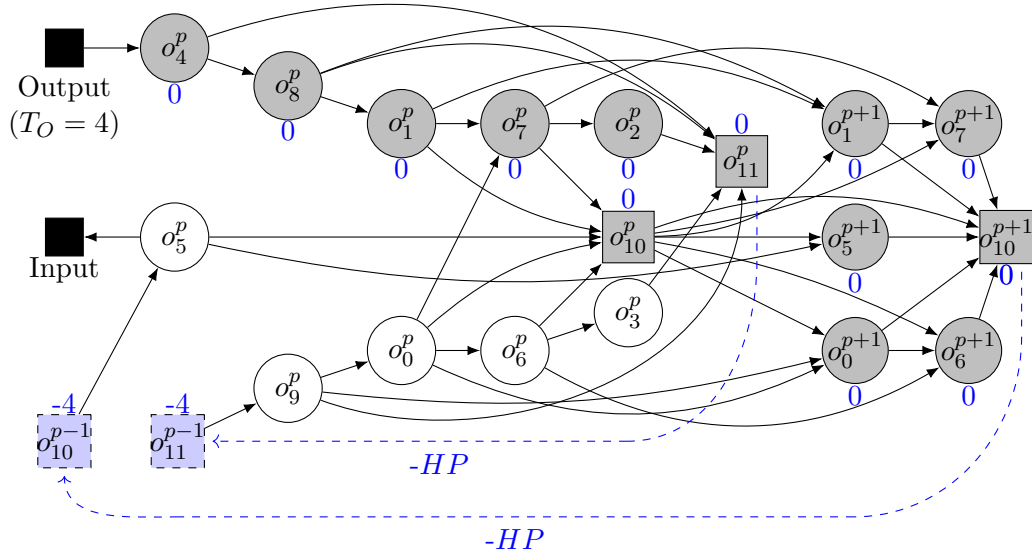 o_4^p
0
Output
(T_O = 4)
o_8^p
0
o_1^p
0
o_7^p
o_2^p
0
0
o_11^p
o_1^{p+1}
0
o_7^{p+1}
0
Input
o_5^p
0
o_10^p
o_5^{p+1}
0
o_10^{p+1}
0
o_3^p
o_9^p
o_0^p
o_6^p
o_0^{p+1}
0
o_6^{p+1}
0
-4
o_10^{p-1}
-4
o_11^{p-1}
-HP
-HP